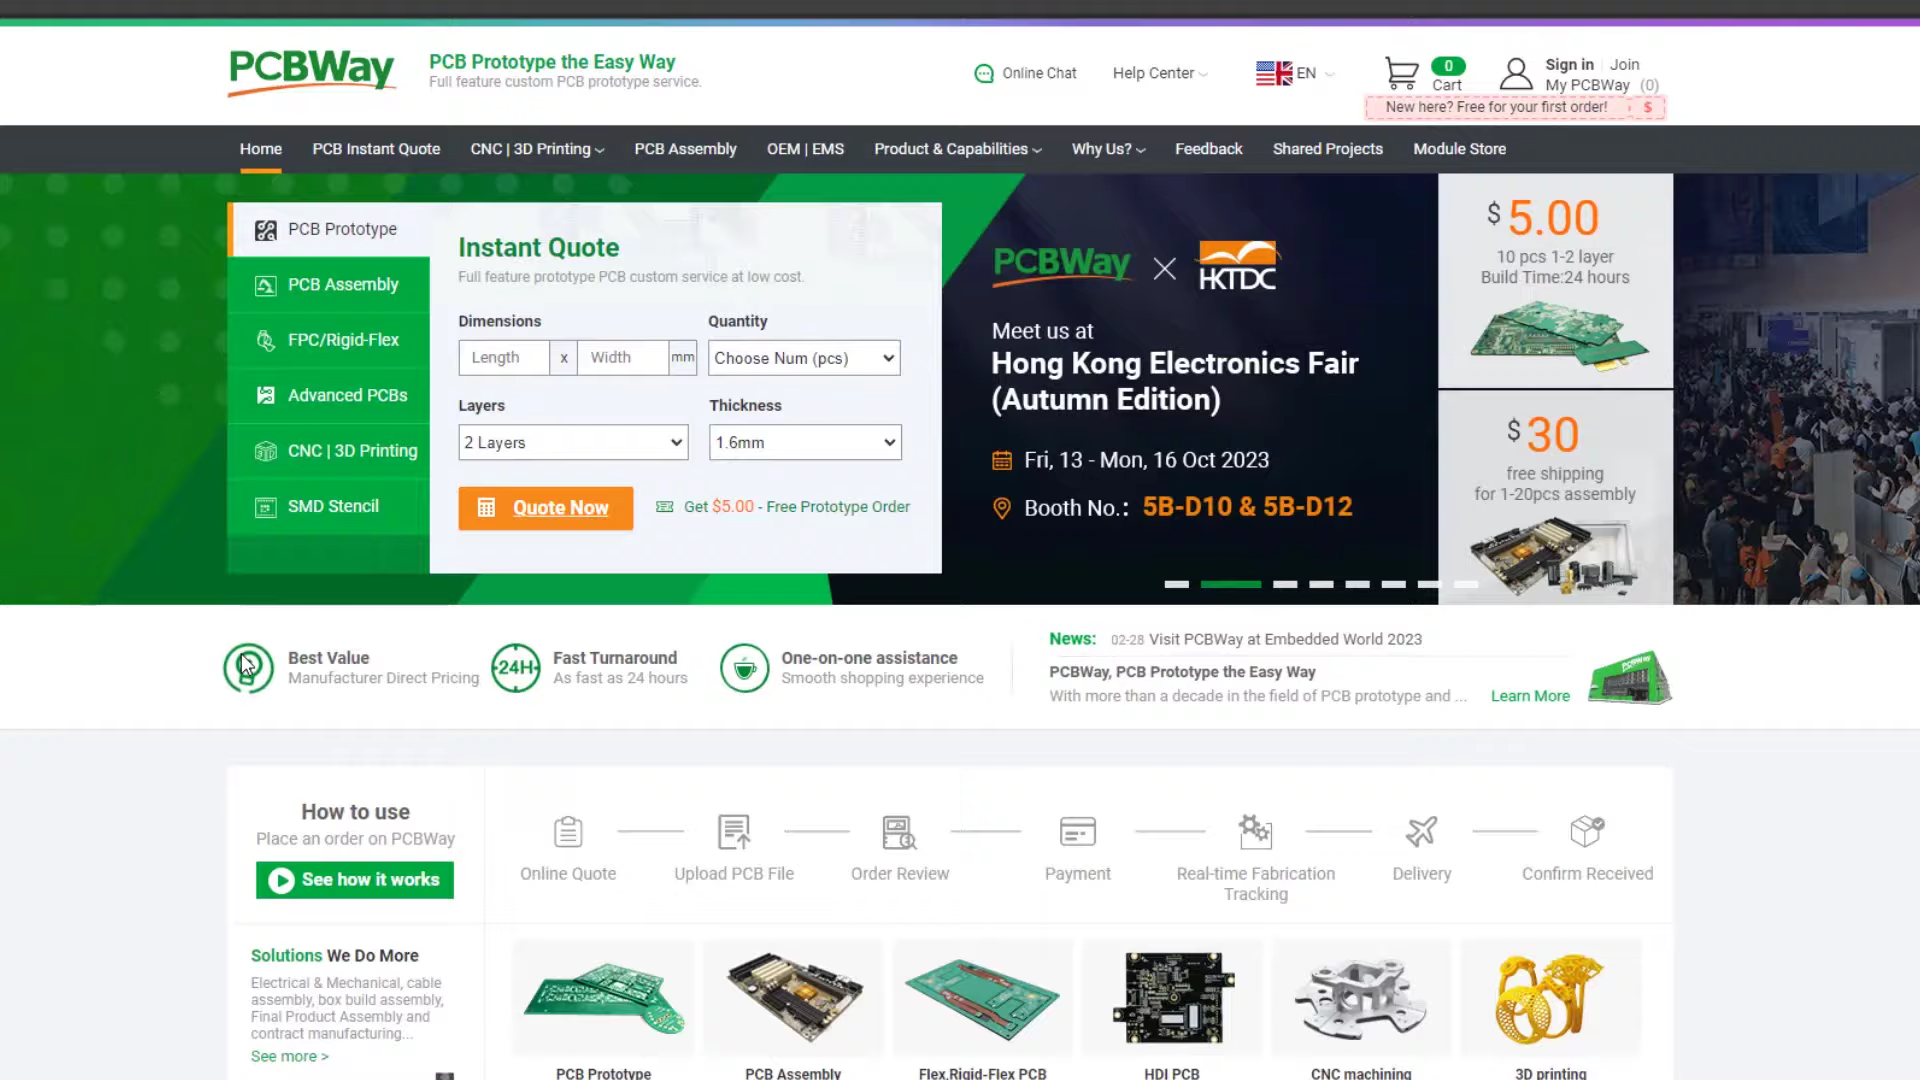 PCBWay
PCB Prototype the Easy Way
Full feature custom PCB prototype service.
Online Chat
Help Center
EN
0
Cart
Sign in
Join
My PCBWay (0)
New here? Free for your first order!
$
Home
PCB Instant Quote
CNC | 3D Printing
PCB Assembly
OEM | EMS
Product & Capabilities
Why Us?
Feedback
Shared Projects
Module Store
PCB Prototype
PCB Assembly
FPC/Rigid-Flex
Advanced PCBs
CNC | 3D Printing
SMD Stencil
Instant Quote
Full feature prototype PCB custom service at low cost.
Dimensions
Quantity
Length
x
Width
mm
Choose Num (pcs)
Layers
Thickness
2 Layers
1.6mm
Quote Now
Get $5.00 - Free Prototype Order
PCBWay
HKTDC
Meet us at
Hong Kong Electronics Fair
(Autumn Edition)
Fri, 13 - Mon, 16 Oct 2023
Booth No.: 5B-D10 & 5B-D12
$ 5.00
10 pcs 1-2 layer
Build Time:24 hours
$ 30
free shipping
for 1-20pcs assembly
Best Value
Manufacturer Direct Pricing
24H
Fast Turnaround
As fast as 24 hours
One-on-one assistance
Smooth shopping experience
News: 02-28 Visit PCBWay at Embedded World 2023
PCBWay, PCB Prototype the Easy Way
With more than a decade in the field of PCB prototype and ...
Learn More
PCBWay
How to use
Place an order on PCBWay
See how it works
Online Quote
Upload PCB File
Order Review
Payment
Real-time Fabrication
Tracking
Delivery
Confirm Received
Solutions We Do More
Electrical & Mechanical, cable
assembly, box build assembly,
Final Product Assembly and
contract manufacturing...
See more >
PCB Prototype
PCB Assembly
Flex,Rigid-Flex PCB
HDI PCB
CNC machining
3D printing